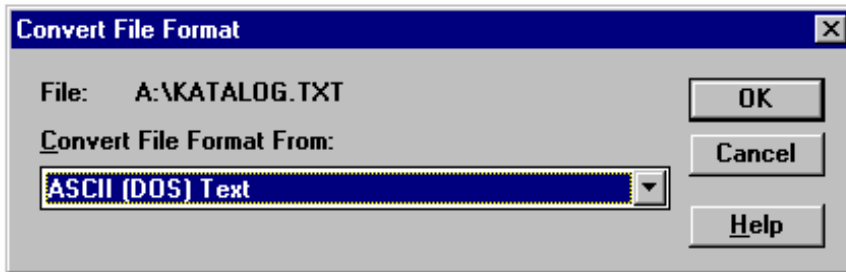 Convert File Format
File: A:\KATALOG.TXT
OK
Convert File Format From:
Cancel
ASCII (DOS) Text
Help